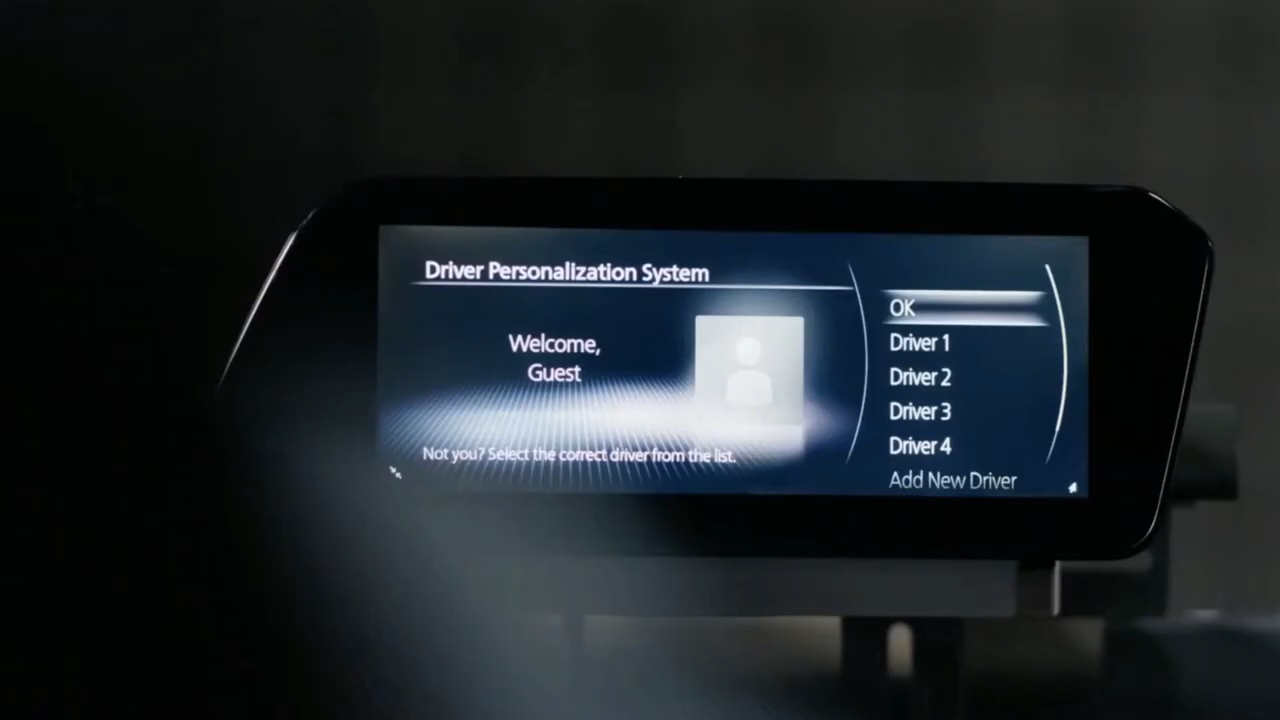 Driver Personalization System
Welcome,
Guest
Not you? Select the correct driver from the list.
OK
Driver 1
Driver 2
Driver 3
Driver 4
Add New Driver